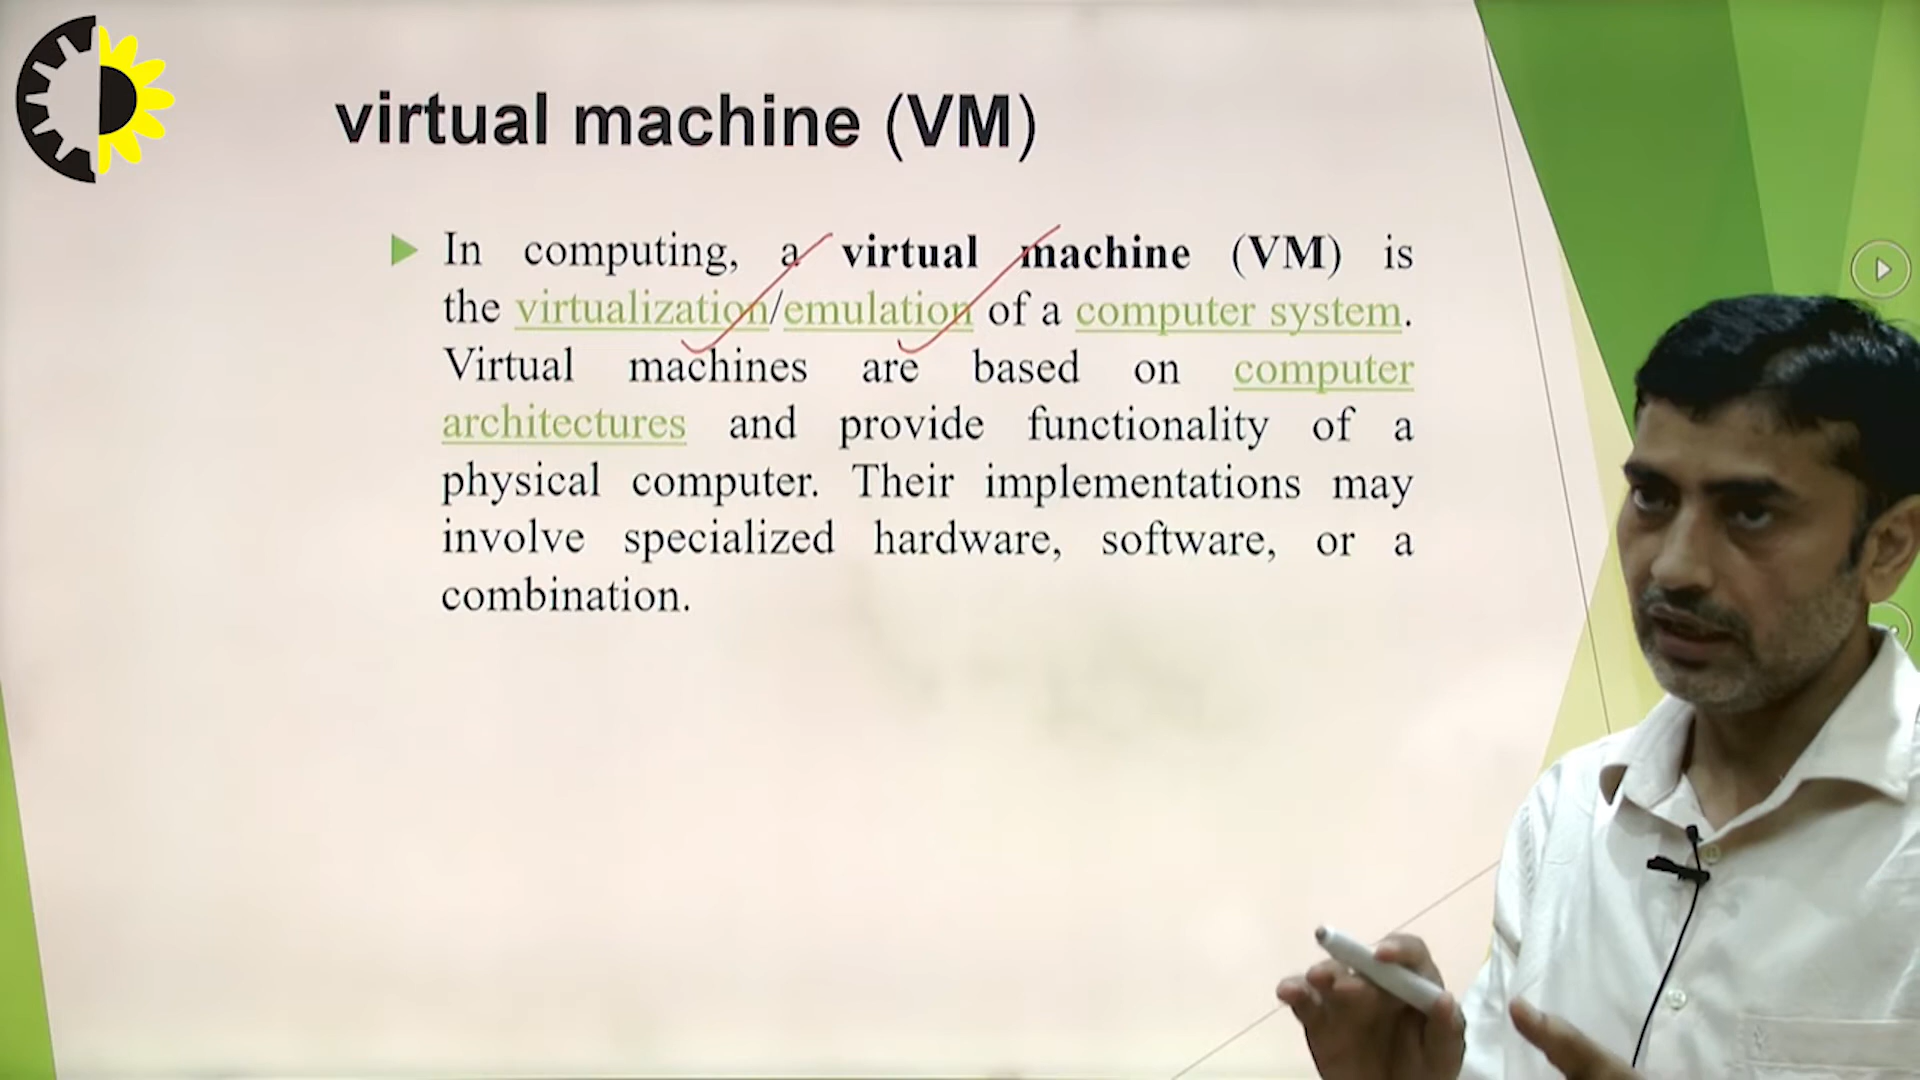 virtual machine (VM)
In computing, a virtual machine (VM) is
the virtualization/emulation of a computer system.
Virtual machines are based on computer
architectures and provide functionality of a
physical computer. Their implementations may
involve specialized hardware, software, or a
combination.